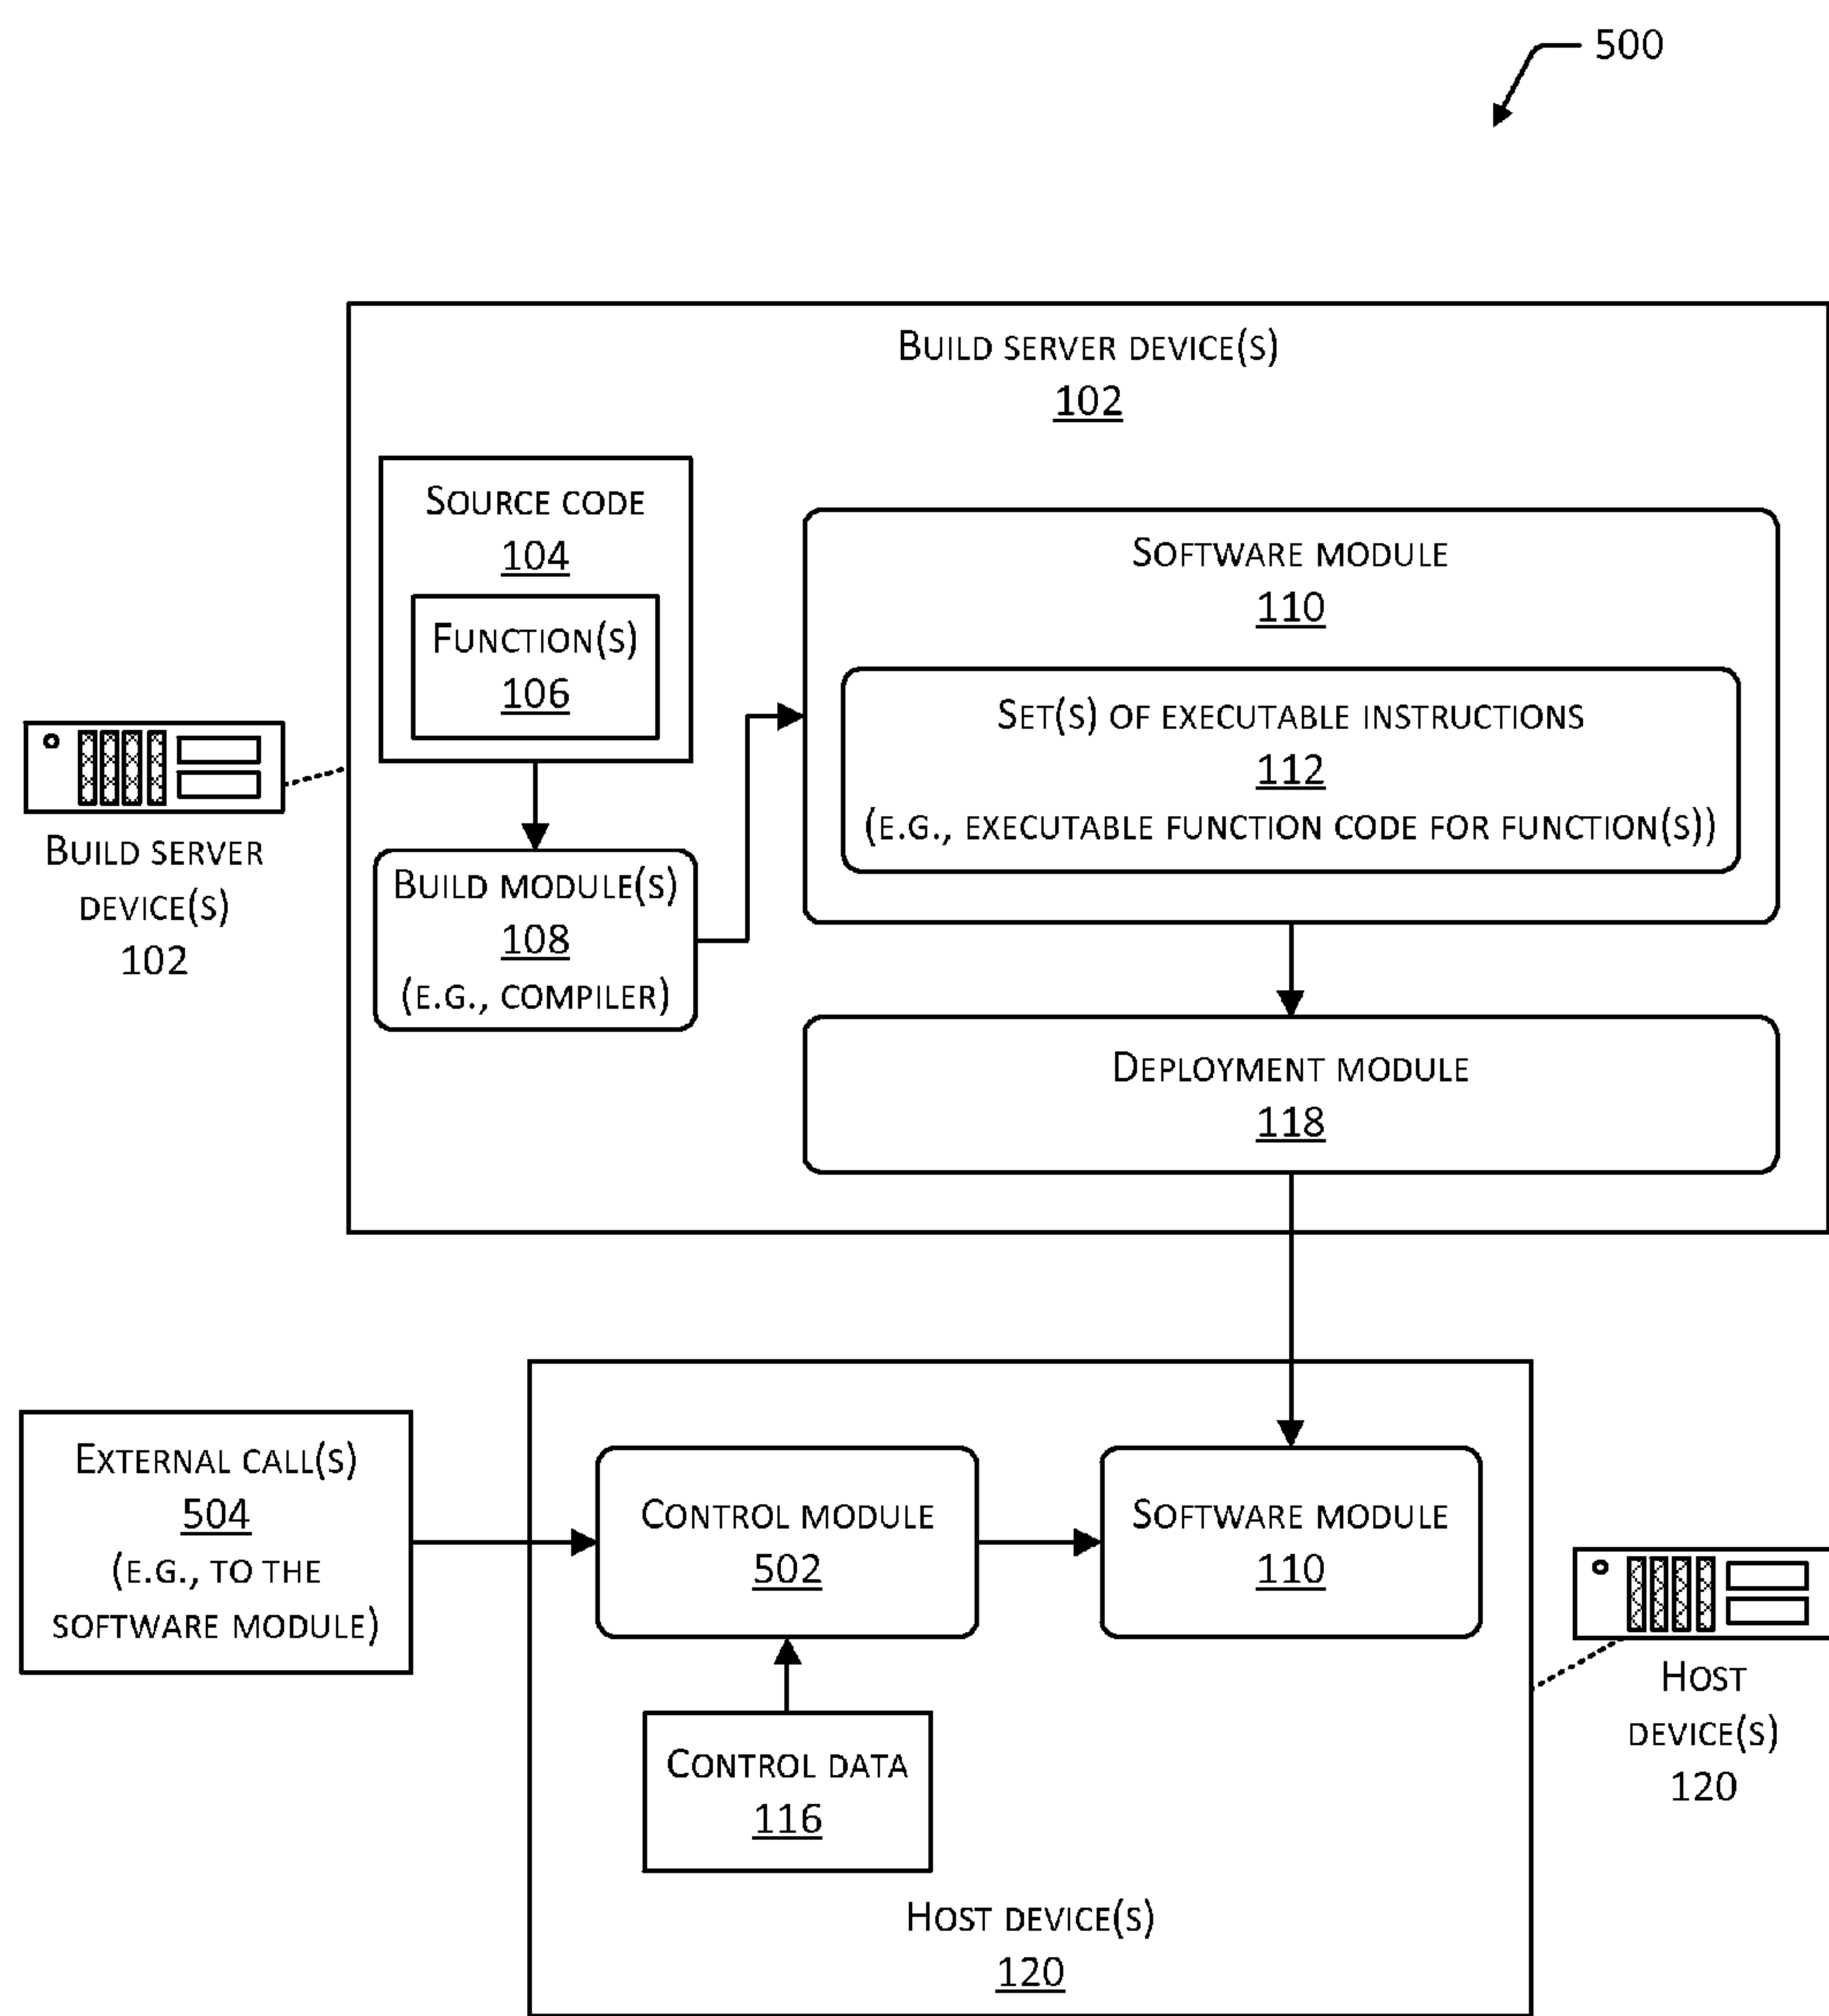 500
BUILD SERVER DEVICE(S)
102
SOURCE CODE
104
FUNCTION(S)
106
BUILD MODULE(S)
108
(E.G., COMPILER)
SOFTWARE MODULE
110
SET(S) OF EXECUTABLE INSTRUCTIONS
112
(E.G., EXECUTABLE FUNCTION CODE FOR FUNCTION(S))
DEPLOYMENT MODULE
118
BUILD SERVER
DEVICE(S)
102
EXTERNAL CALL(S)
504
(E.G., TO THE
SOFTWARE MODULE)
CONTROL MODULE
502
SOFTWARE MODULE
110
CONTROL DATA
116
HOST DEVICE(S)
120
HOST
DEVICE(S)
120